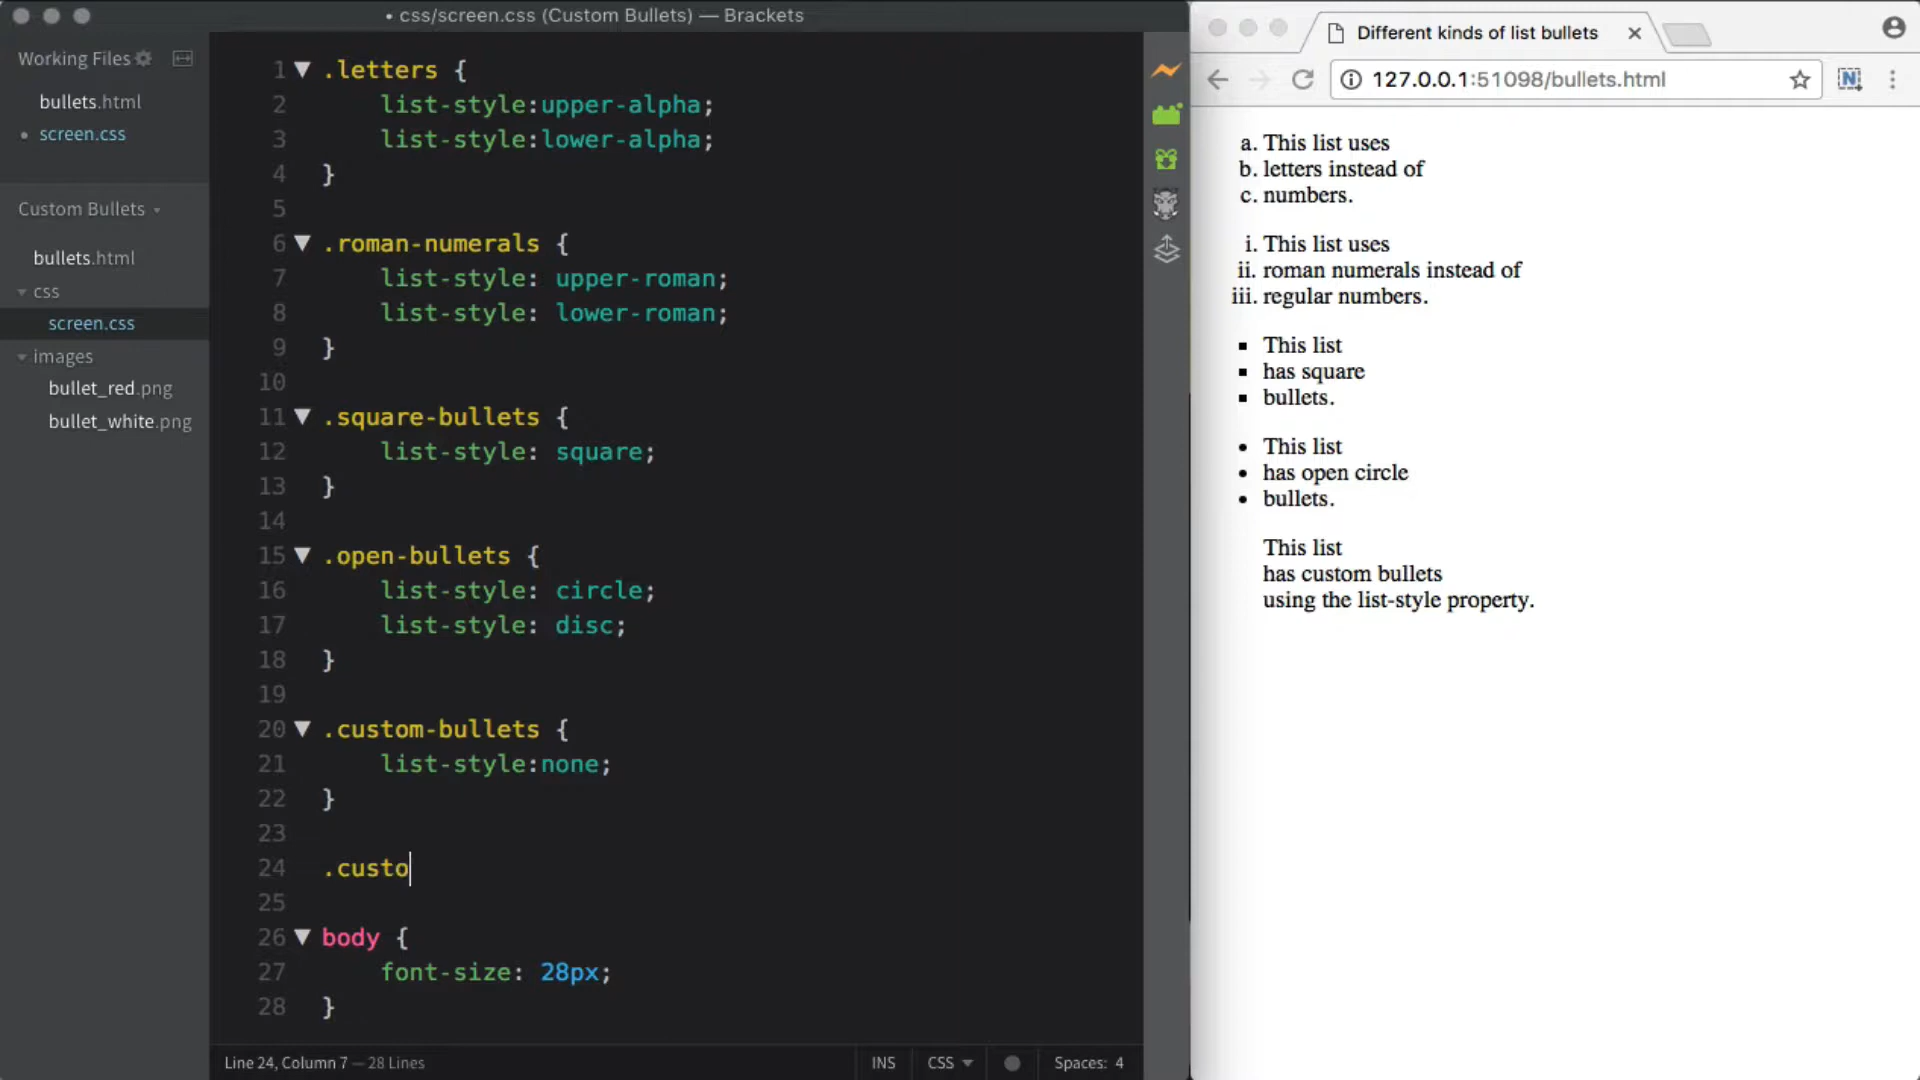 • css/screen.css (Custom Bullets) — Brackets
Working Files
bullets.html
• screen.css
Custom Bullets
bullets.html
css
screen.css
images
bullet_red.png
bullet_white.png
1 .letters {
2 list-style:upper-alpha;
3 list-style:lower-alpha;
4 }
5
6 .roman-numerals {
7 list-style: upper-roman;
8 list-style: lower-roman;
9 }
10
11 .square-bullets {
12 list-style: square;
13 }
14
15 .open-bullets {
16 list-style: circle;
17 list-style: disc;
18 }
19
20 .custom-bullets {
21 list-style:none;
22 }
23
24 .custo
25
26 body {
27 font-size: 28px;
28 }
Line 24, Column 7 — 28 Lines
INS
CSS
Spaces: 4
Different kinds of list bullets
127.0.0.1:51098/bullets.html
N
a. This list uses
b. letters instead of
c. numbers.
i. This list uses
ii. roman numerals instead of
iii. regular numbers.
▪ This list
▪ has square
▪ bullets.
• This list
• has open circle
• bullets.
This list
has custom bullets
using the list-style property.